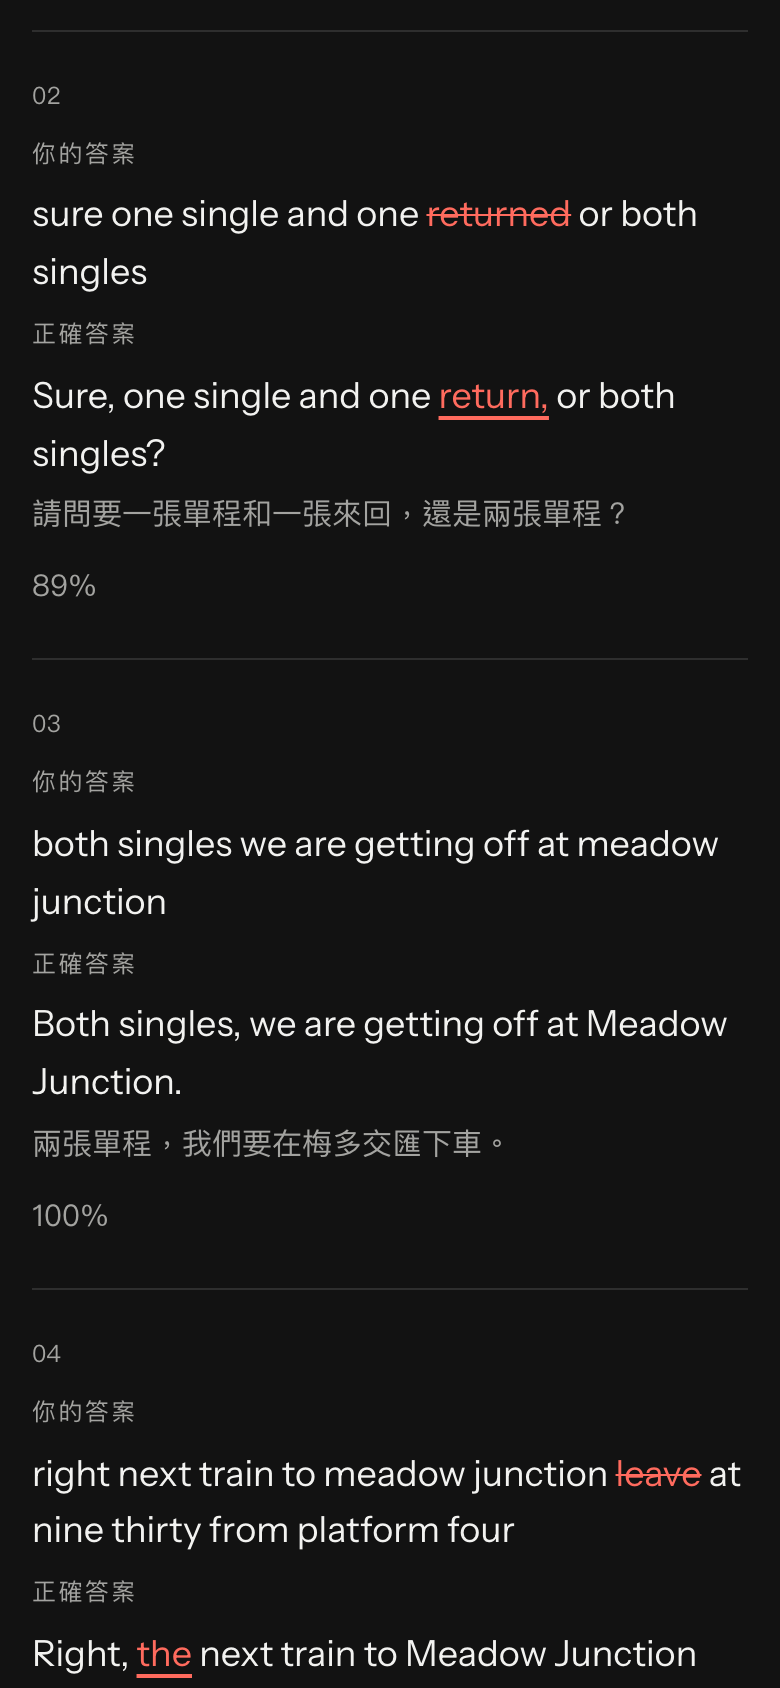 02
你的答案
sure one single and one returned or both
singles
正確答案
Sure, one single and one return, or both
singles?
請問要一張單程和一張來回，還是兩張單程？
89%
03
你的答案
both singles we are getting off at meadow
junction
正確答案
Both singles, we are getting off at Meadow
Junction.
兩張單程，我們要在梅多交匯下車。
100%
04
你的答案
right next train to meadow junction leave at
nine thirty from platform four
正確答案
Right, the next train to Meadow Junction